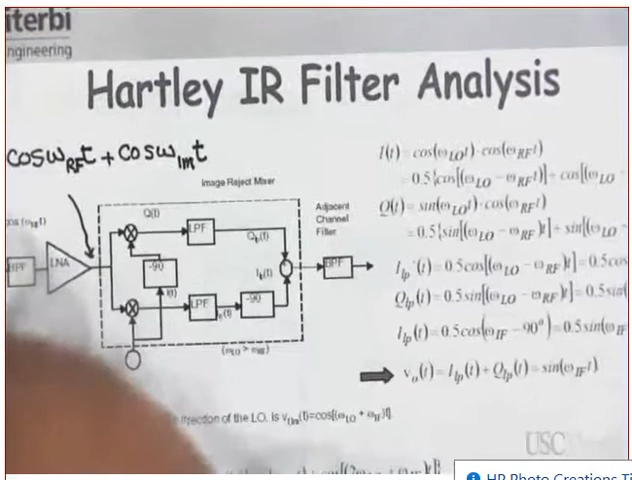 iterbi
ngineering
Hartley IR Filter Analysis
cosω_RF t + cosω_Im t
Image Reject Mixer
I(t) = cos(ω_LO t)·cos(ω_RF t)
= 0.5{cos[(ω_LO − ω_RF)t] + cos[(ω_LO
Q(t) = sin(ω_LO t)·cos(ω_RF t)
= 0.5{sin[(ω_LO − ω_RF)t] + sin[(ω_LO
Adjacent
Channel
Filter
Q(t)
LPF
Q_lp(t)
LNA
-90
I(t)
I_lp(t)
BPF
LPF
-90
(ω_LO > ω_RF)
I_lp'(t) = 0.5cos[(ω_LO − ω_RF)t] = 0.5cos
Q_lp(t) = 0.5sin[(ω_LO − ω_RF)t] = 0.5sin(
I_lp(t) = 0.5cos(ω_IF − 90°) = 0.5sin(ω_IF
v_o(t) = I_lp(t) + Q_lp(t) = sin(ω_IF t)
injection of the LO. Is v_0im(t)=cos[(ω_LO + ω_IF)t].
USC
HP Photo Creations Ti